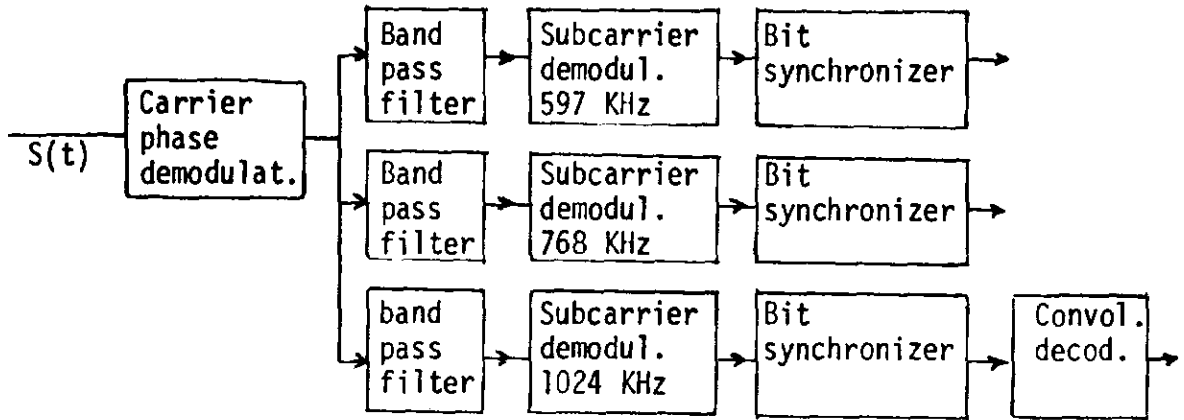 S(t)
Carrier
phase
demodulat.
Band
pass
filter
Subcarrier
demodul.
597 KHz
Bit
synchronizer
Band
pass
filter
Subcarrier
demodul.
768 KHz
Bit
synchronizer
band
pass
filter
Subcarrier
demodul.
1024 KHz
Bit
synchronizer
Convol.
decod.